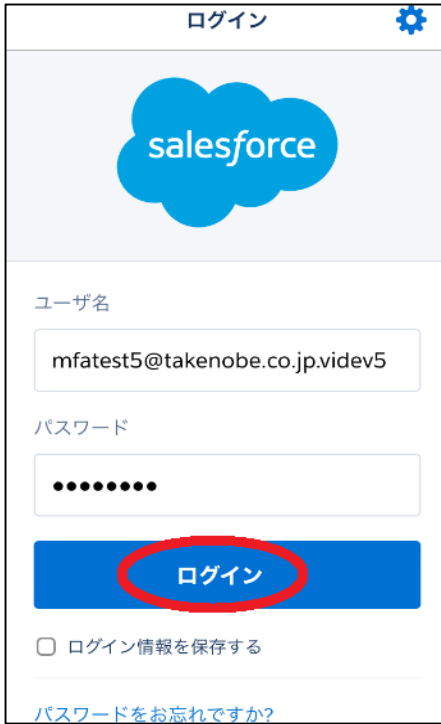 ログイン
salesforce
ユーザ名
mfatest5@takenobe.co.jp.videv5
パスワード
••••••••
ログイン
ログイン情報を保存する
パスワードをお忘れですか?